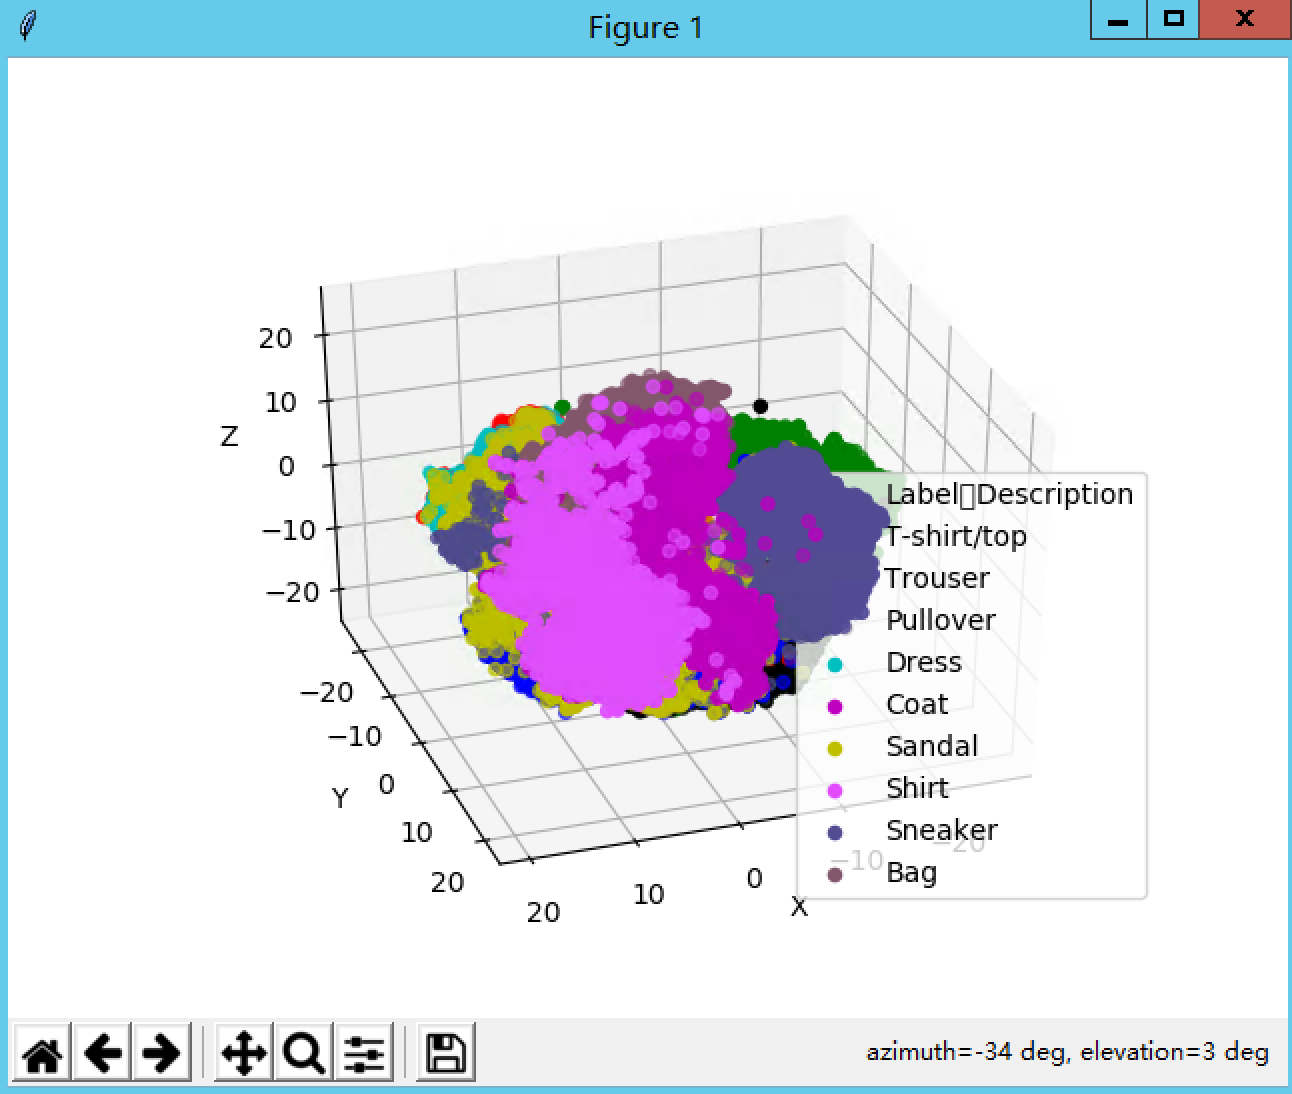 Figure 1
20
10
0
−10
−20
Z
−20
−10
0
10
20
Y
20
10
0
−10
−20
X
Label▯Description
T-shirt/top
Trouser
Pullover
Dress
Coat
Sandal
Shirt
Sneaker
Bag
azimuth=-34 deg, elevation=3 deg